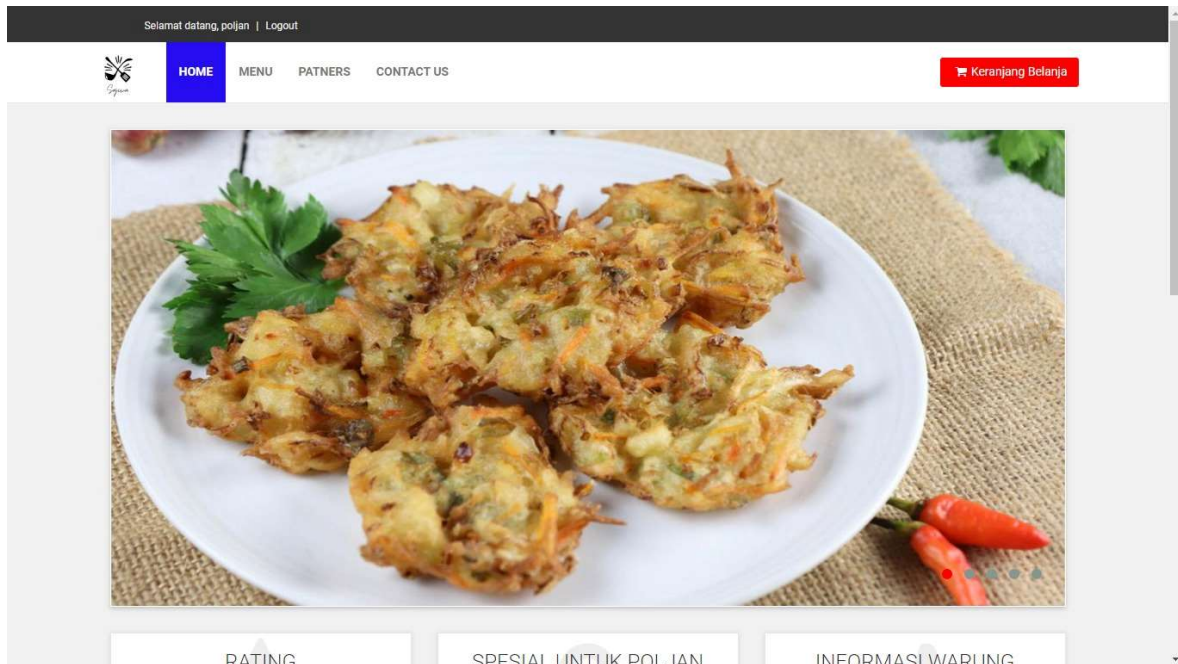 Selamat datang, poljan | Logout
HOME MENU PATNERS CONTACT US
Keranjang Belanja
RATING SPESIAL UNTUK POLJAN INFORMASI WARUNG